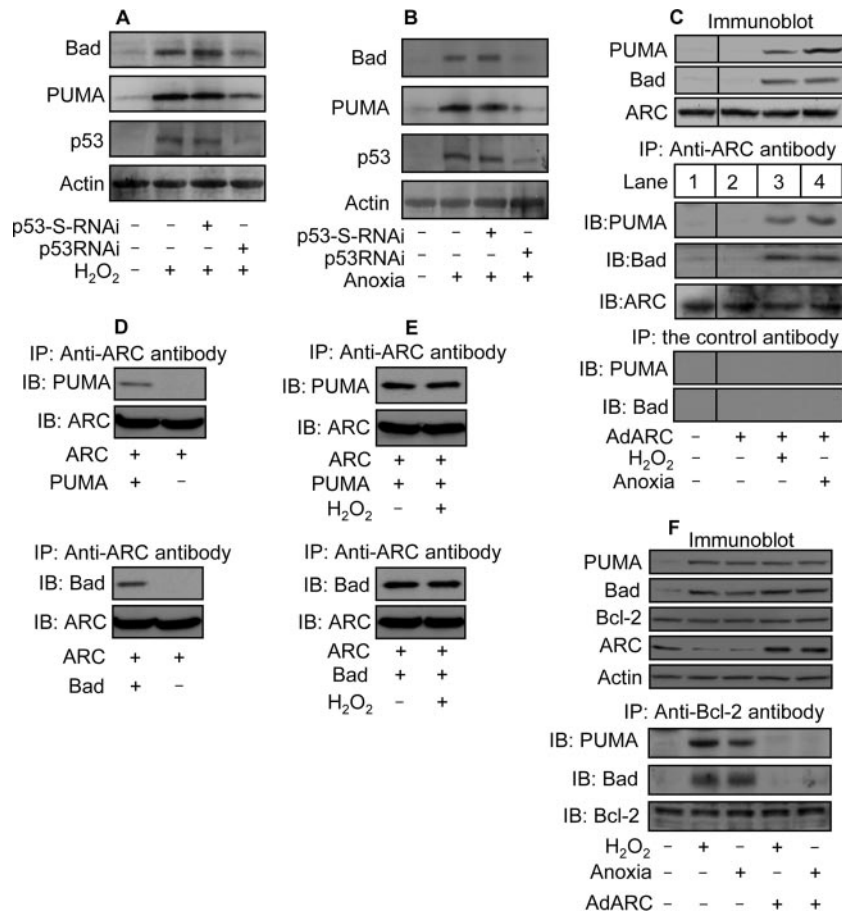 A
Bad
PUMA
p53
Actin
p53-S-RNAi – – + –
p53RNAi – – – +
H₂O₂ – + + +
B
Bad
PUMA
p53
Actin
p53-S-RNAi – – + –
p53RNAi – – – +
Anoxia – + + +
C
Immunoblot
PUMA
Bad
ARC
IP: Anti-ARC antibody
Lane 1 2 3 4
IB:PUMA
IB:Bad
IB:ARC
IP: the control antibody
IB: PUMA
IB: Bad
AdARC – + + +
H₂O₂ – – + –
Anoxia – – – +
D
IP: Anti-ARC antibody
IB: PUMA
IB: ARC
ARC + +
PUMA + –
IP: Anti-ARC antibody
IB: Bad
IB: ARC
ARC + +
Bad + –
E
IP: Anti-ARC antibody
IB: PUMA
IB: ARC
ARC + +
PUMA + +
H₂O₂ – +
IP: Anti-ARC antibody
IB: Bad
IB: ARC
ARC + +
Bad + +
H₂O₂ – +
F
Immunoblot
PUMA
Bad
Bcl-2
ARC
Actin
IP: Anti-Bcl-2 antibody
IB: PUMA
IB: Bad
IB: Bcl-2
H₂O₂ – + – + –
Anoxia – – + – +
AdARC – – – + +